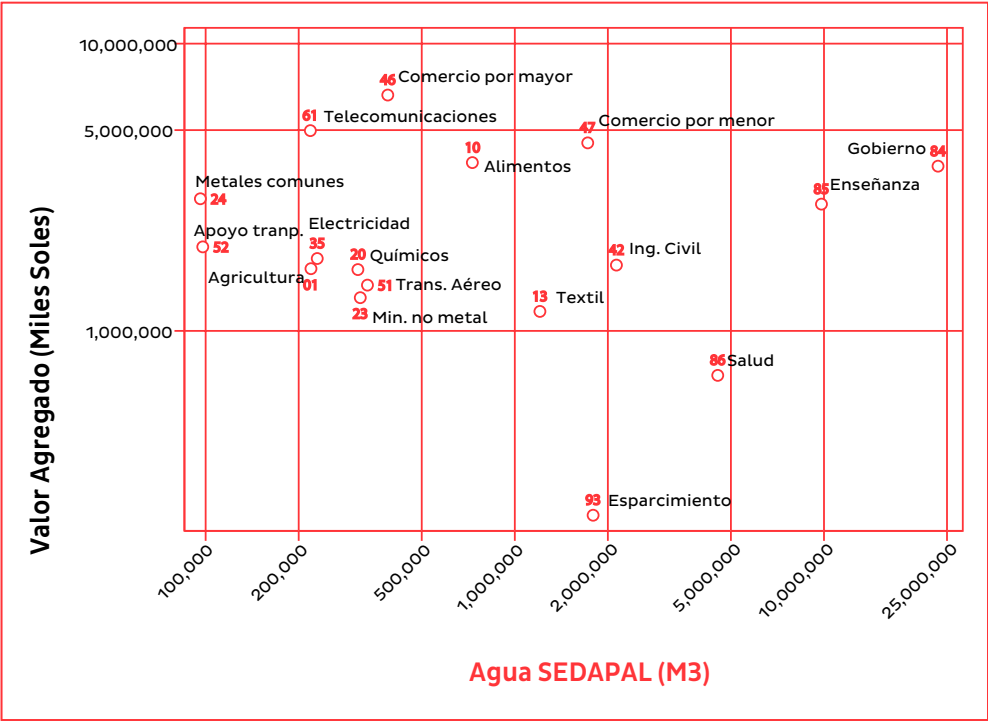 10,000,000
46 Comercio por mayor
61 Telecomunicaciones
5,000,000
47 Comercio por menor
10 Alimentos
Gobierno 84
Metales comunes
24
85 Enseñanza
Apoyo tranp.
52
Electricidad
35
42 Ing. Civil
20 Químicos
Agricultura
01
51 Trans. Aéreo
13 Textil
23 Min. no metal
1,000,000
86 Salud
93 Esparcimiento
Valor Agregado (Miles Soles)
100,000
200,000
500,000
1,000,000
2,000,000
5,000,000
10,000,000
25,000,000
Agua SEDAPAL (M3)